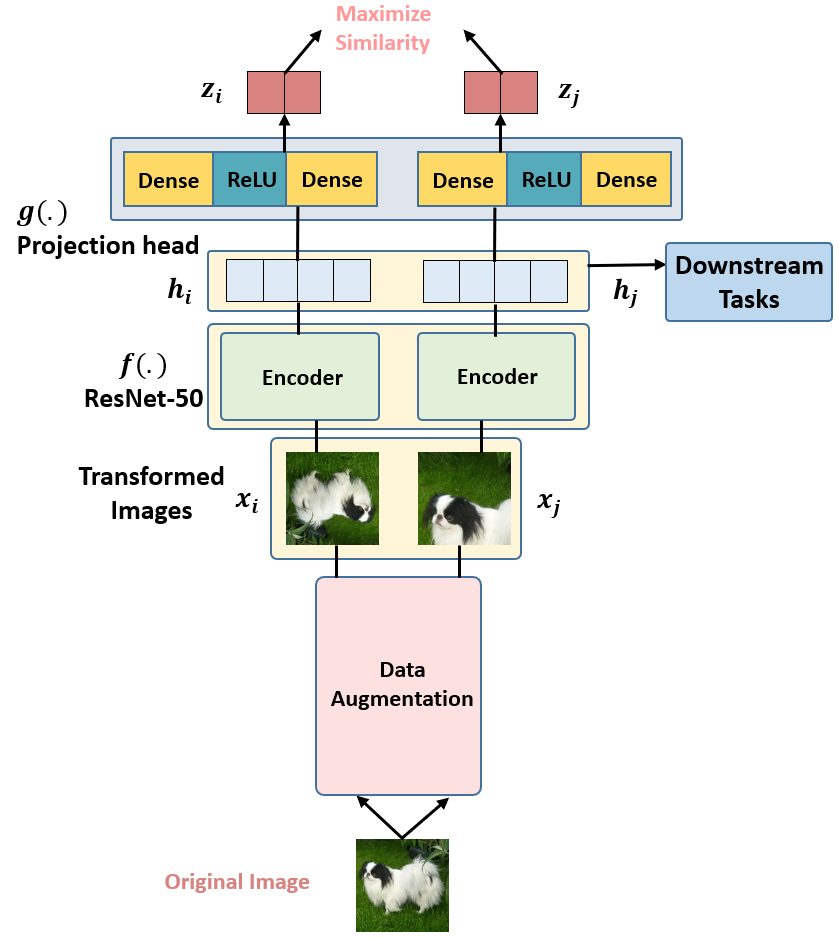 Maximize
Similarity
z_i
z_j
Dense ReLU Dense
Dense ReLU Dense
g(.)
Projection head
h_i
h_j
Downstream
Tasks
f(.)
ResNet-50
Encoder
Encoder
Transformed
Images
x_i
x_j
Data
Augmentation
Original Image